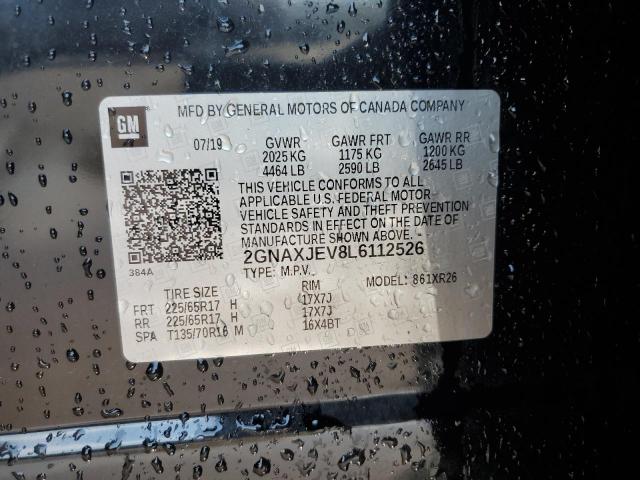 MFD BY GENERAL MOTORS OF CANADA COMPANY
GM
07/19 GVWR GAWR FRT GAWR RR
2025 KG 1175 KG 1200 KG
4464 LB 2590 LB 2645 LB
THIS VEHICLE CONFORMS TO ALL
APPLICABLE U.S. FEDERAL MOTOR
VEHICLE SAFETY AND THEFT PREVENTION
STANDARDS IN EFFECT ON THE DATE OF
MANUFACTURE SHOWN ABOVE.
2GNAXJEV8L6112526
384A
TYPE: M.P.V. MODEL: 861XR26
TIRE SIZE RIM
FRT 225/65R17 H 17X7J
RR 225/65R17 H 17X7J
SPA T135/70R16 M 16X4BT